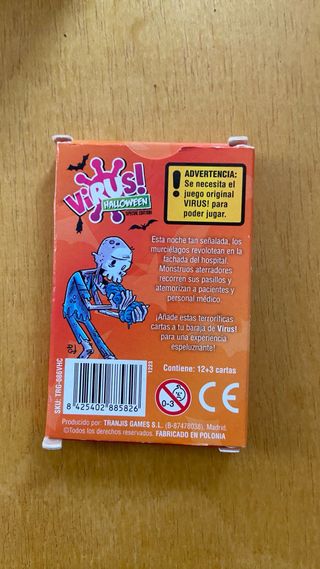 ViRUS!
HALLOWEEN
SPECIAL EDITION
ADVERTENCIA:
Se necesita el
juego original
VIRUS! para
poder jugar.
Esta noche tan señalada, los
murciélagos revolotean en la
fachada del hospital.
Monstruos aterradores
recorren sus pasillos y
atemorizan a pacientes y
personal médico.
¡Añade estas terroríficas
cartas a tu baraja de Virus!
para una experiencia
espeluznante!
Contiene: 12+3 cartas
1223
SKU: TRG-086VHC
8 425402 885826
0-3
CE
Producido por: TRANJIS GAMES S.L. (B-87478038), Madrid.
©Todos los derechos reservados. FABRICADO EN POLONIA